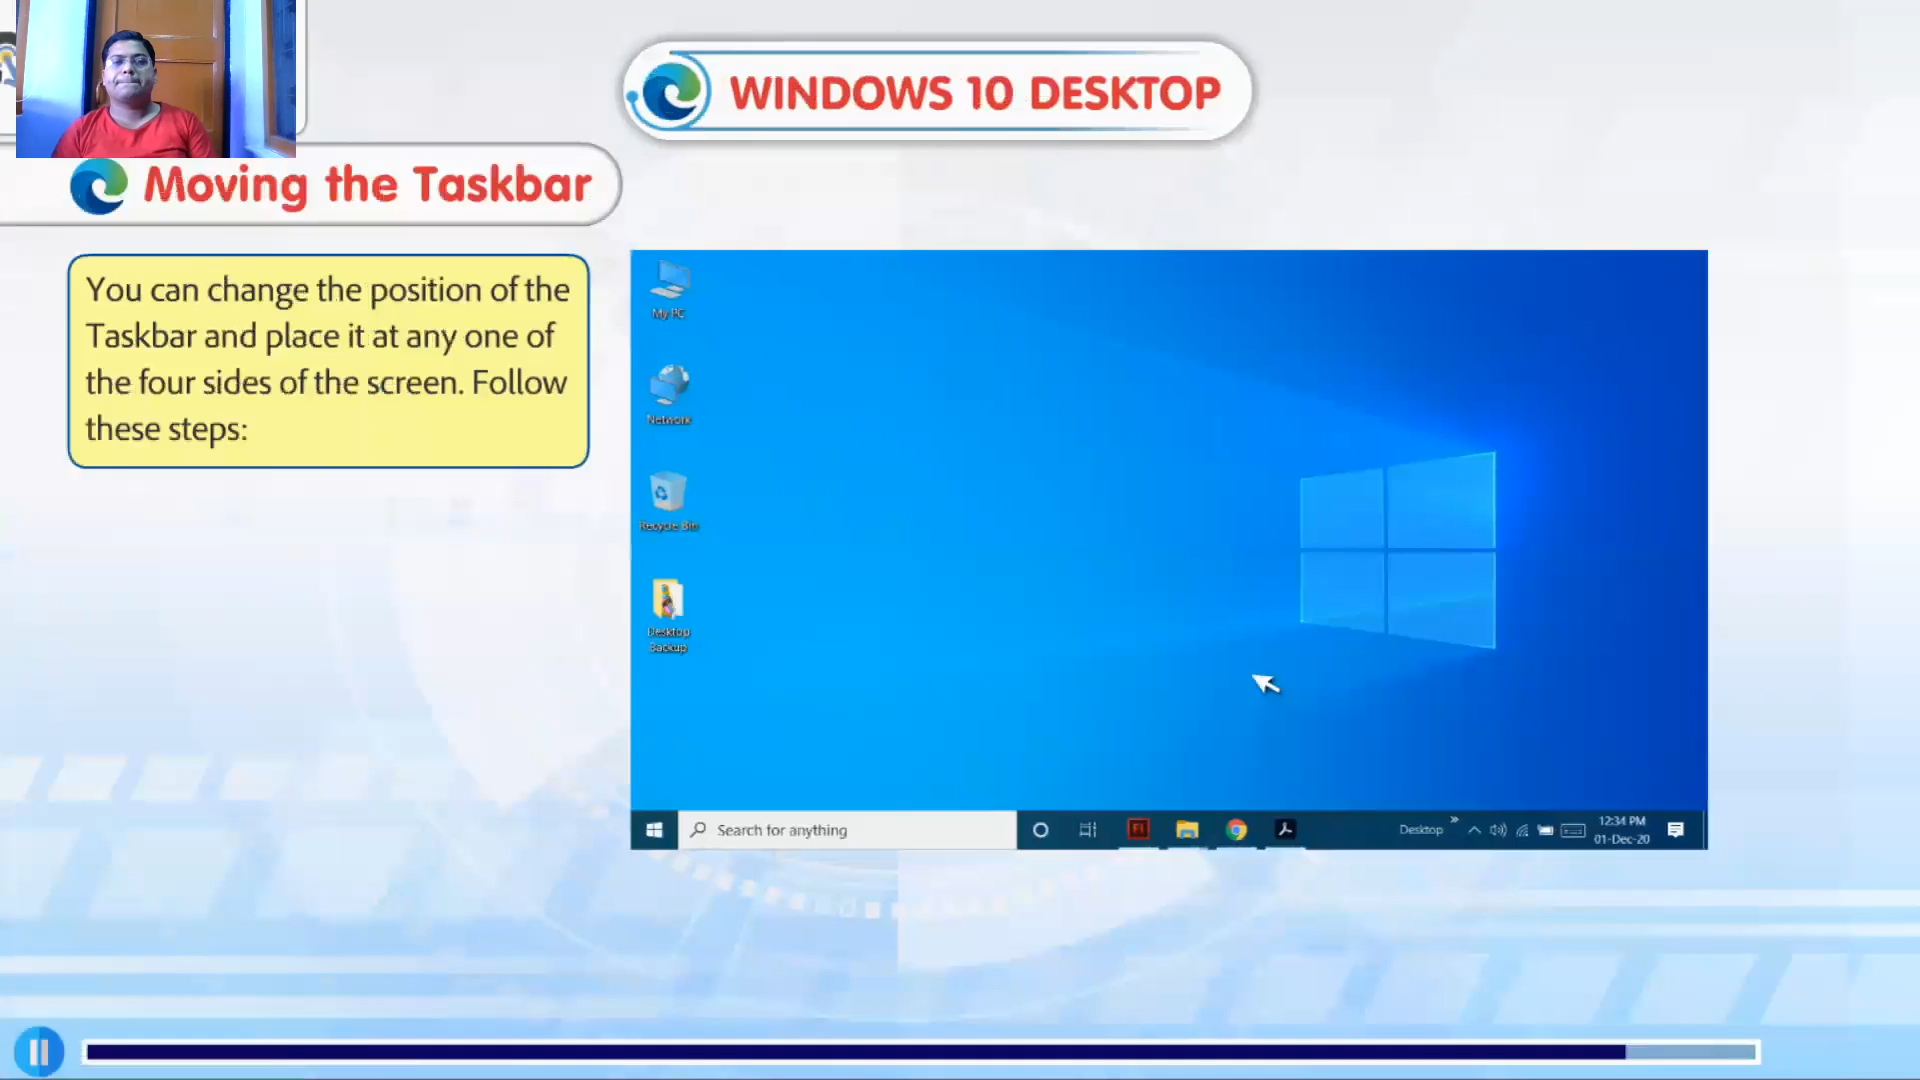 WINDOWS 10 DESKTOP
Moving the Taskbar
You can change the position of the
Taskbar and place it at any one of
the four sides of the screen. Follow
these steps:
My PC
Network
Recycle Bin
Desktop
Backup
Search for anything
Desktop
12:34 PM
01-Dec-20